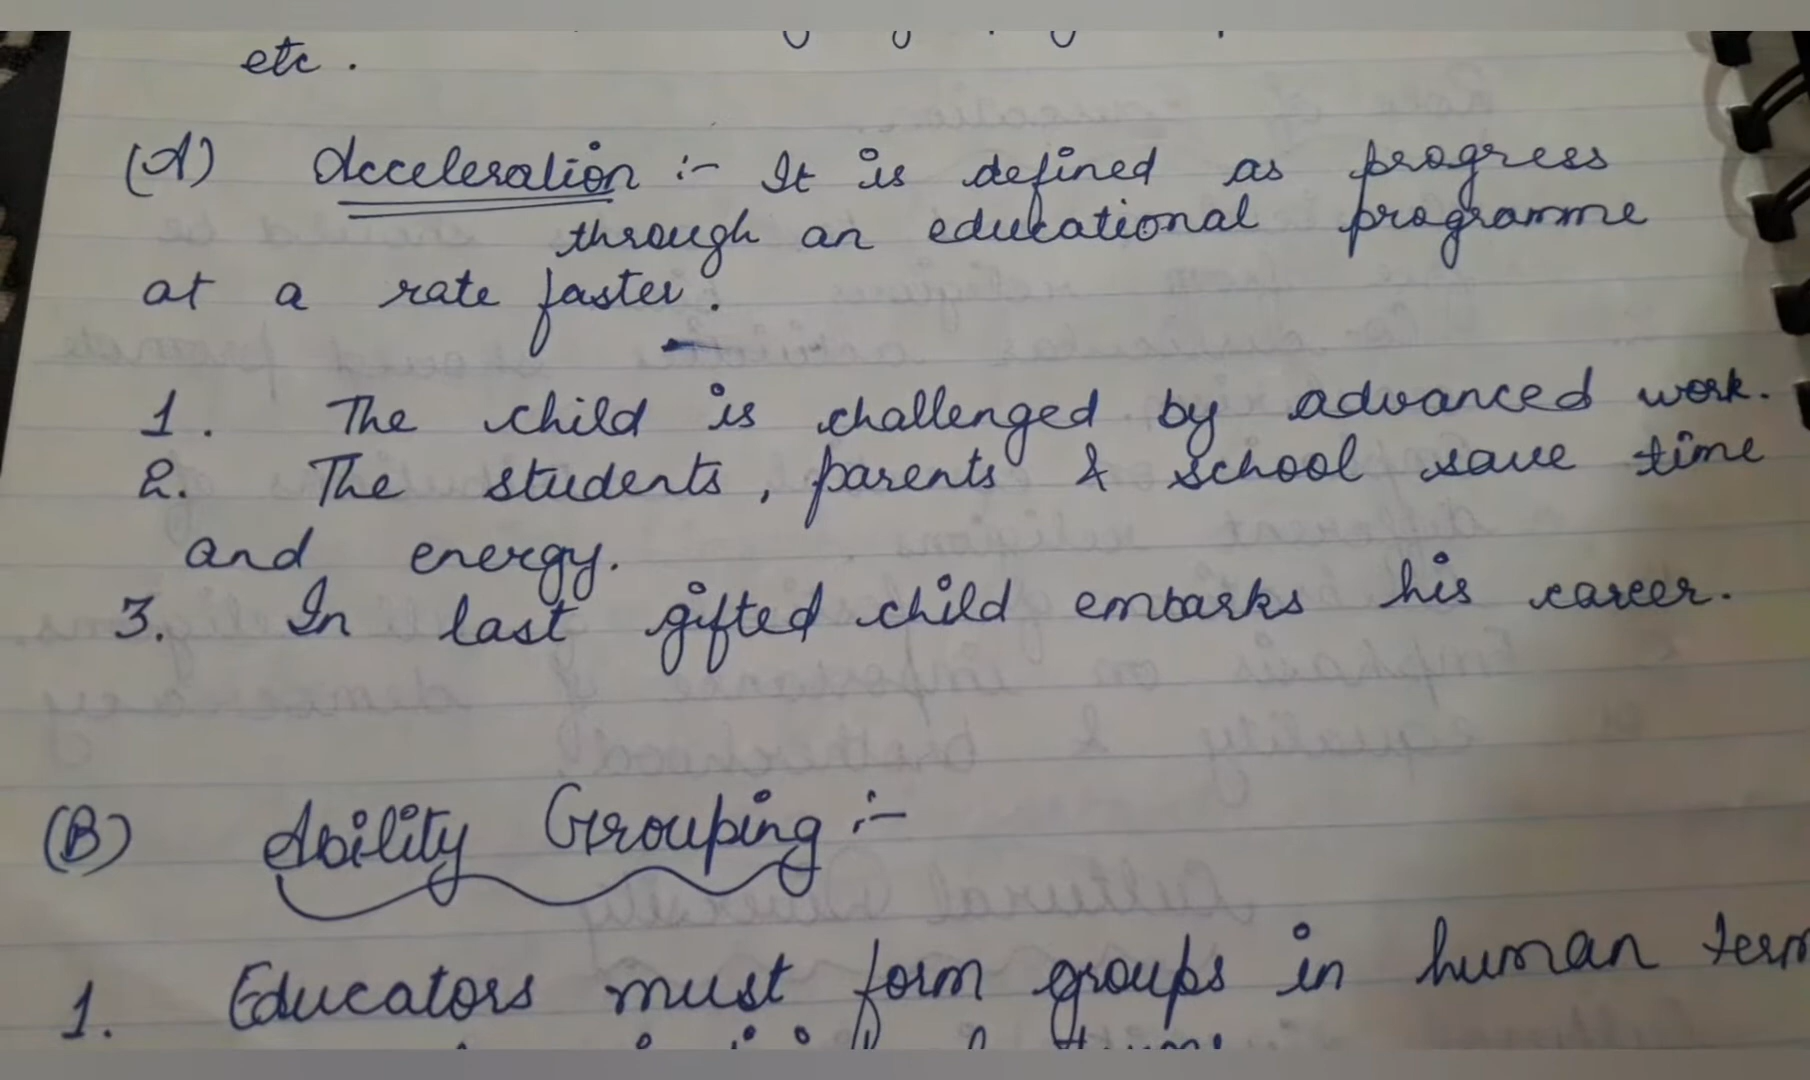 etc.
(A) Acceleration :- It is defined as progress
through an educational programme
at a rate faster.
1. The child is challenged by advanced work.
2. The students, parents & school save time
and energy.
3. In last gifted child embarks his career.
(B) Ability Grouping :-
1. Educators must form groups in human term